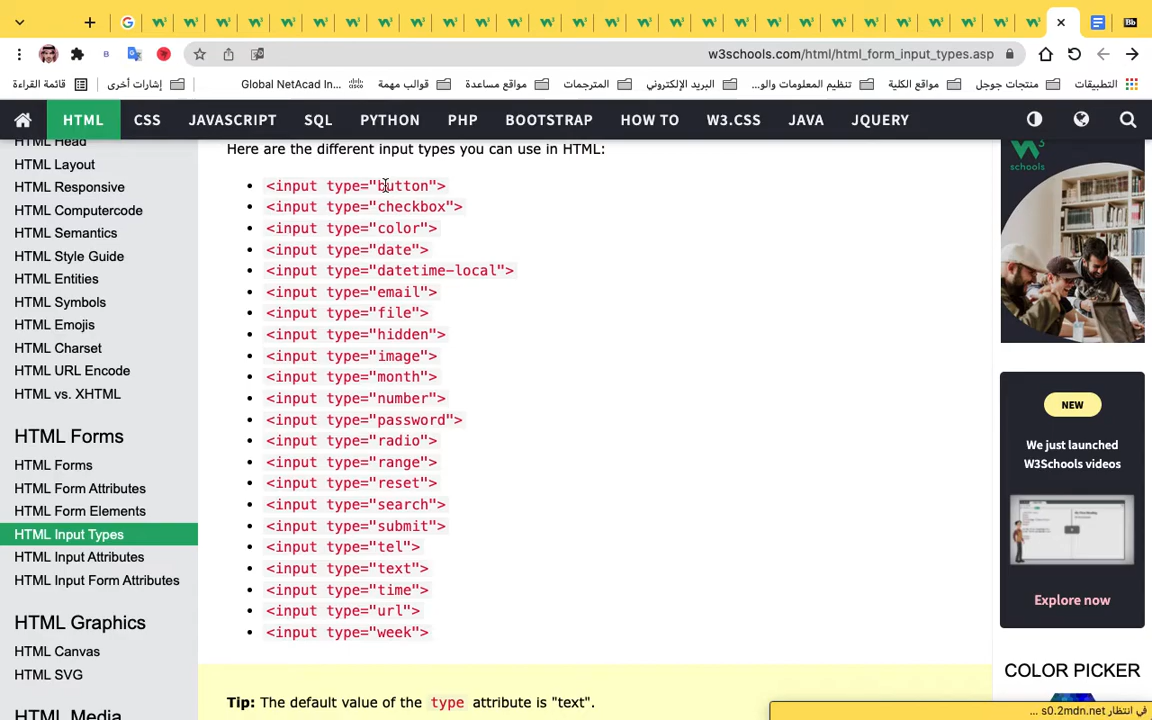 w3schools.com/html/html_form_input_types.asp
قائمة القراءة
إشارات أخرى
Global NetAcad In...
قوالب مهمة
مواقع مساعدة
المترجمات
البريد الإلكتروني
تنظيم المعلومات والو...
مواقع الكلية
منتجات جوجل
التطبيقات
HTML CSS JAVASCRIPT SQL PYTHON PHP BOOTSTRAP HOW TO W3.CSS JAVA JQUERY
HTML Head
HTML Layout
HTML Responsive
HTML Computercode
HTML Semantics
HTML Style Guide
HTML Entities
HTML Symbols
HTML Emojis
HTML Charset
HTML URL Encode
HTML vs. XHTML
HTML Forms
HTML Forms
HTML Form Attributes
HTML Form Elements
HTML Input Types
HTML Input Attributes
HTML Input Form Attributes
HTML Graphics
HTML Canvas
HTML SVG
HTML Media
Here are the different input types you can use in HTML:
<input type="button">
<input type="checkbox">
<input type="color">
<input type="date">
<input type="datetime-local">
<input type="email">
<input type="file">
<input type="hidden">
<input type="image">
<input type="month">
<input type="number">
<input type="password">
<input type="radio">
<input type="range">
<input type="reset">
<input type="search">
<input type="submit">
<input type="tel">
<input type="text">
<input type="time">
<input type="url">
<input type="week">
Tip: The default value of the type attribute is "text".
W3
schools
NEW
We just launched
W3Schools videos
Explore now
COLOR PICKER
في انتظار s0.2mdn.net ...